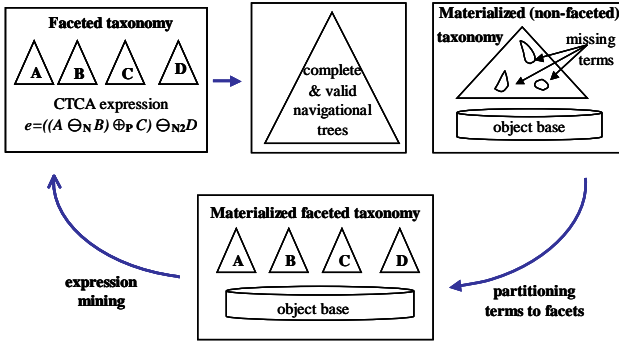 Faceted taxonomy
A B C D
CTCA expression
e=((A ⊖N B) ⊕P C) ⊖N2 D
complete
& valid
navigational
trees
Materialized (non-faceted)
taxonomy
missing
terms
object base
Materialized faceted taxonomy
A B C D
object base
expression
mining
partitioning
terms to facets